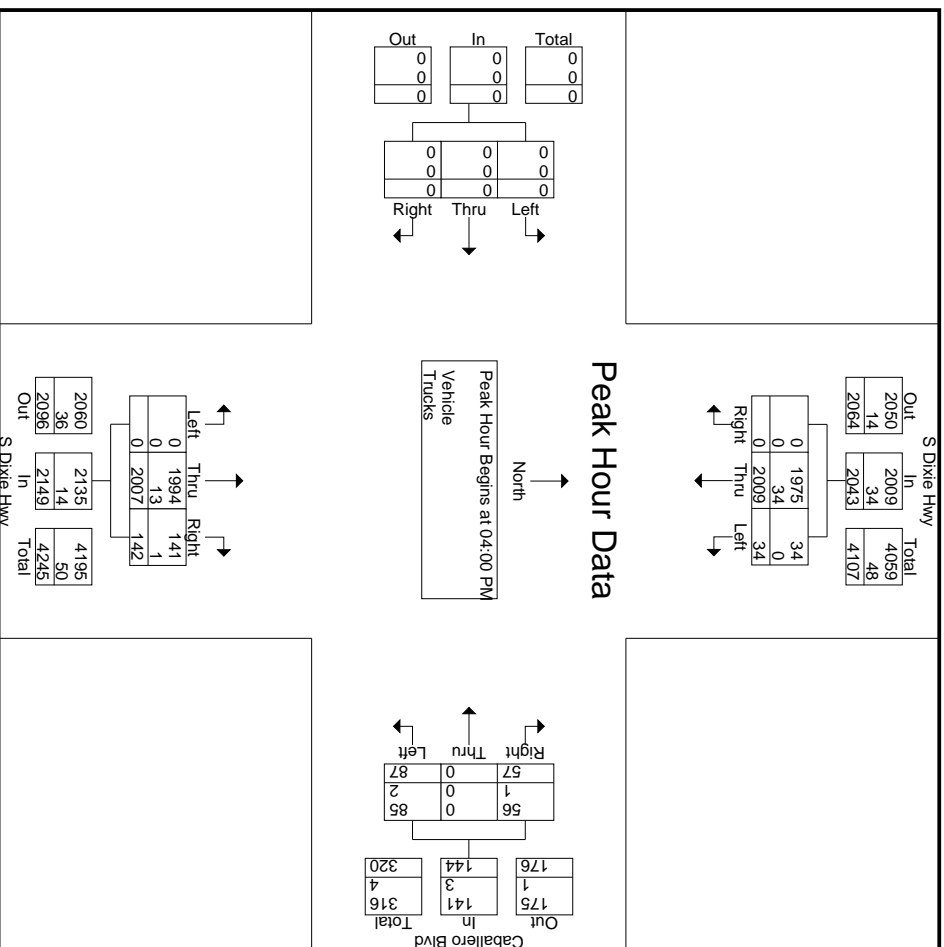 Out In Total
0 0 0
0 0 0
0 0 0
0 0 0
0 0 0
0 0 0
Right Thru Left
S Dixie Hwy
Out In Total
2050 2009 4059
14 34 48
2064 2043 4107
0 1975 34
0 34 0
0 2009 34
Right Thru Left
Peak Hour Data
North
Peak Hour Begins at 04:00 PM
Vehicle
Trucks
Left Thru Right
0 1994 141
0 13 1
0 2007 142
2060 2135 4195
36 14 50
2096 2149 4245
Out In Total
S Dixie Hwy
Caballero Blvd
Out In Total
175 141 316
1 3 4
176 144 320
56 0 85
1 0 2
57 0 87
Right Thru Left